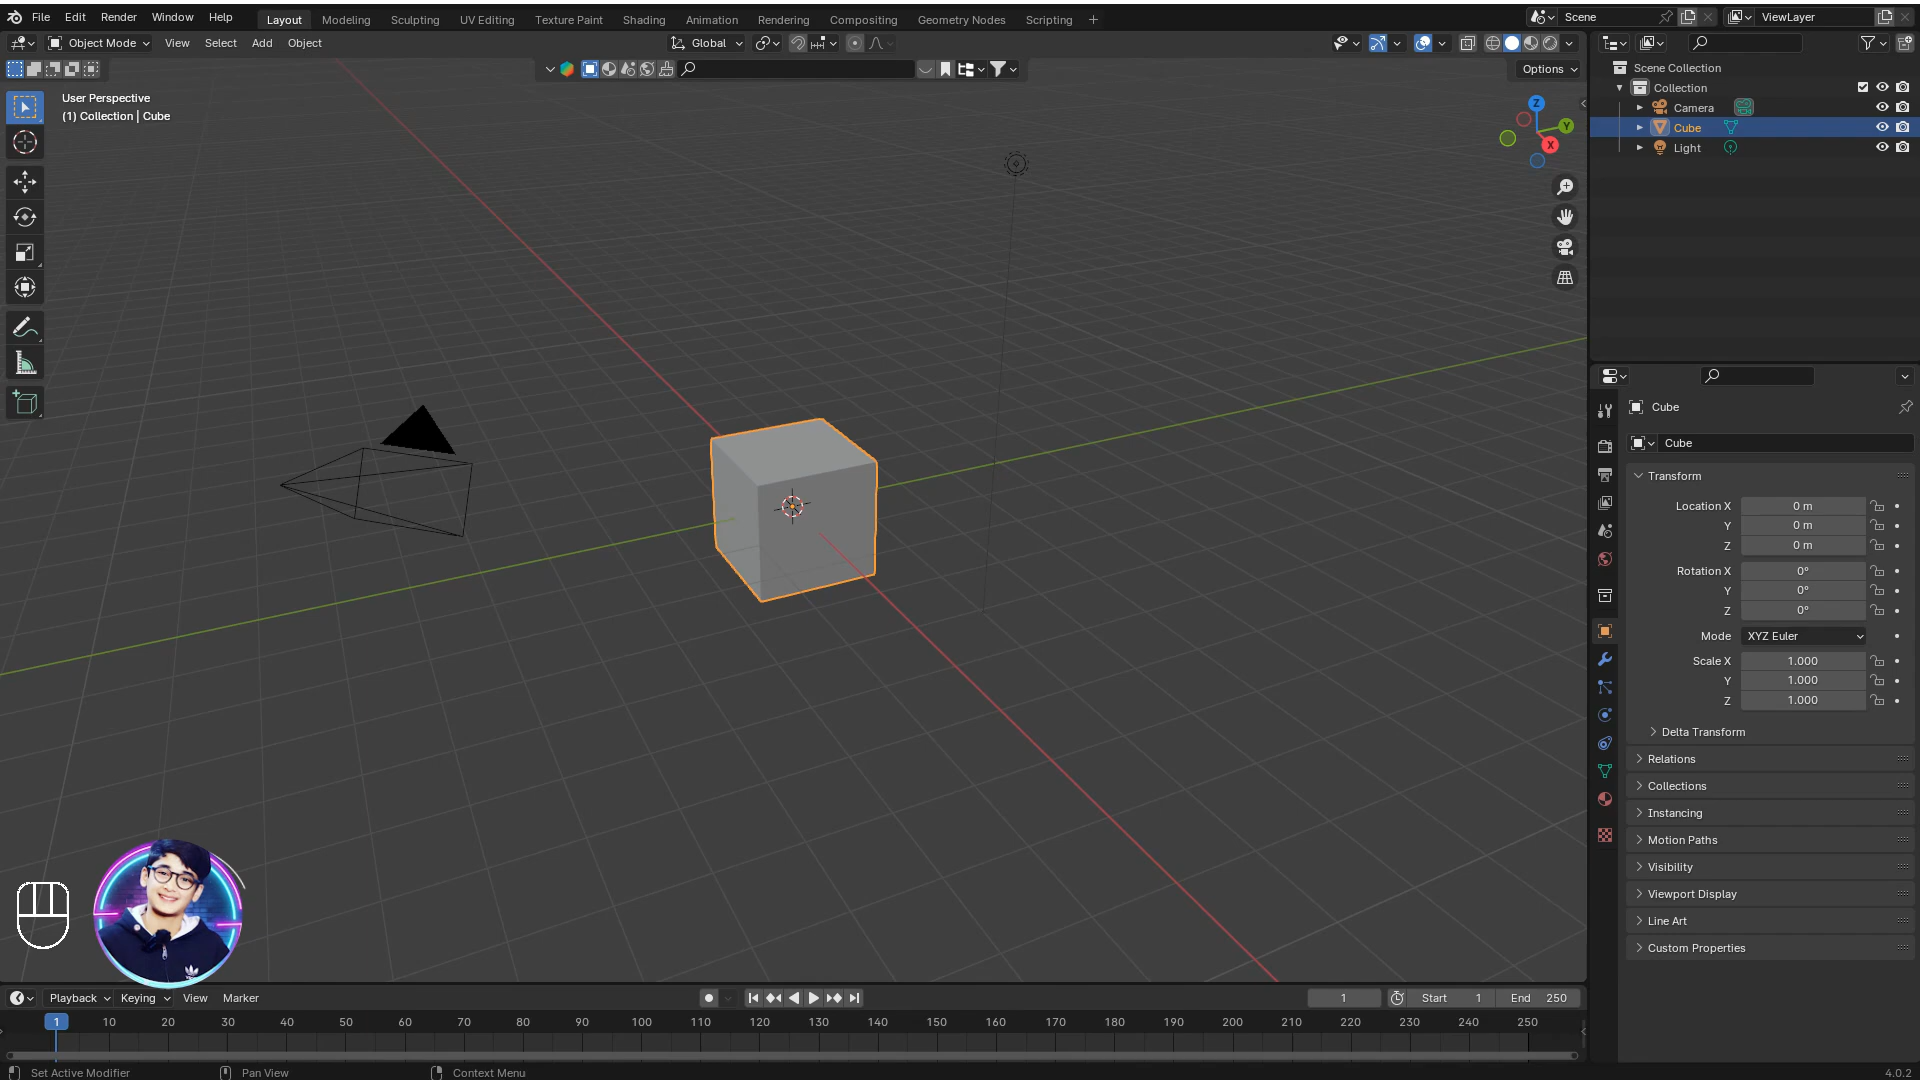 File Edit Render Window Help Layout Modeling Sculpting UV Editing Texture Paint Shading Animation Rendering Compositing Geometry Nodes Scripting + Scene ViewLayer
Object Mode View Select Add Object Global
Options
User Perspective
(1) Collection | Cube
Z
Y
X
Scene Collection
Collection
Camera
Cube
Light
Cube
Cube
Transform
Location X 0 m
Y 0 m
Z 0 m
Rotation X 0°
Y 0°
Z 0°
Mode XYZ Euler
Scale X 1.000
Y 1.000
Z 1.000
Delta Transform
Relations
Collections
Instancing
Motion Paths
Visibility
Viewport Display
Line Art
Custom Properties
Playback Keying View Marker 1 Start 1 End 250
1 10 20 30 40 50 60 70 80 90 100 110 120 130 140 150 160 170 180 190 200 210 220 230 240 250
Set Active Modifier Pan View Context Menu 4.0.2